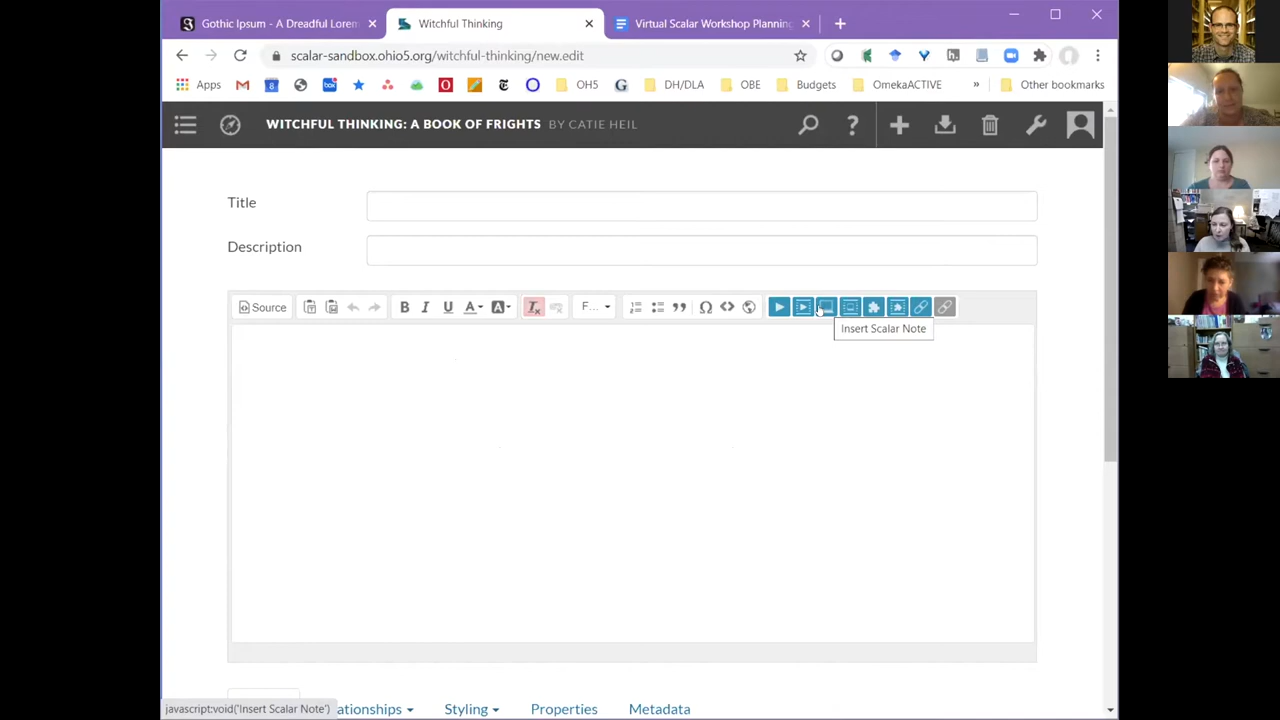 Gothic Ipsum - A Dreadful Lorem
Witchful Thinking
Virtual Scalar Workshop Planning
scalar-sandbox.ohio5.org/witchful-thinking/new.edit
Apps OH5 DH/DLA OBE Budgets OmekaACTIVE » Other bookmarks
WITCHFUL THINKING: A BOOK OF FRIGHTS BY CATIE HEIL
Title
Description
Source B I U A A Tx F...
Insert Scalar Note
javascript:void('Insert Scalar Note') ationships Styling Properties Metadata